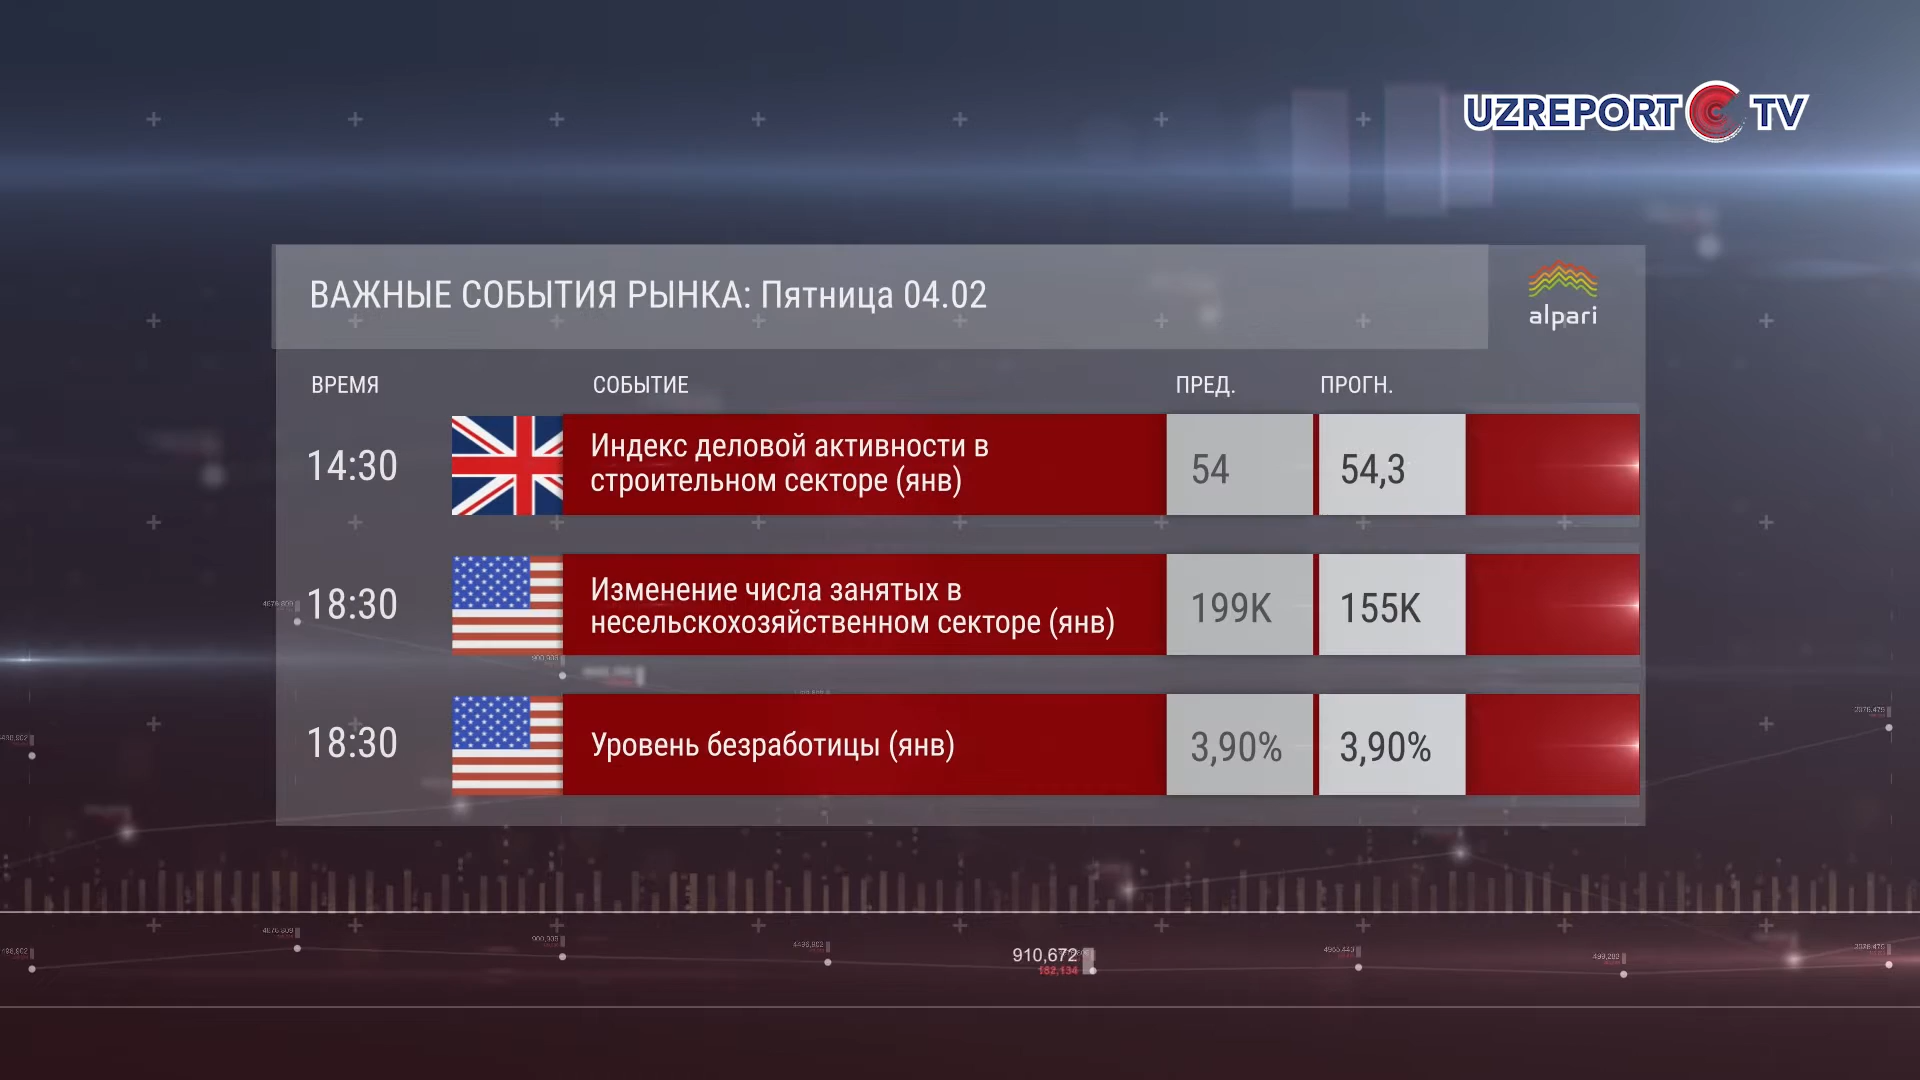 UZREPORT TV
ВАЖНЫЕ СОБЫТИЯ РЫНКА: Пятница 04.02
alpari
ВРЕМЯ СОБЫТИЕ ПРЕД. ПРОГН.
14:30 Индекс деловой активности в
строительном секторе (янв) 54 54,3
18:30 Изменение числа занятых в
несельскохозяйственном секторе (янв) 199K 155K
18:30 Уровень безработицы (янв) 3,90% 3,90%
910,672
182,134